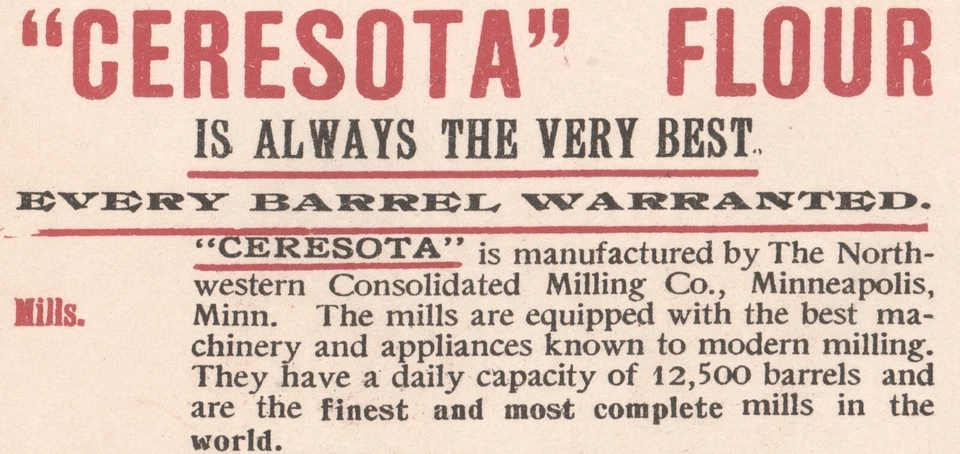 “CERESOTA” FLOUR
IS ALWAYS THE VERY BEST.
EVERY BARREL WARRANTED.
“CERESOTA” is manufactured by The North-
western Consolidated Milling Co., Minneapolis,
Mills.
Minn. The mills are equipped with the best ma-
chinery and appliances known to modern milling.
They have a daily capacity of 12,500 barrels and
are the finest and most complete mills in the
world.